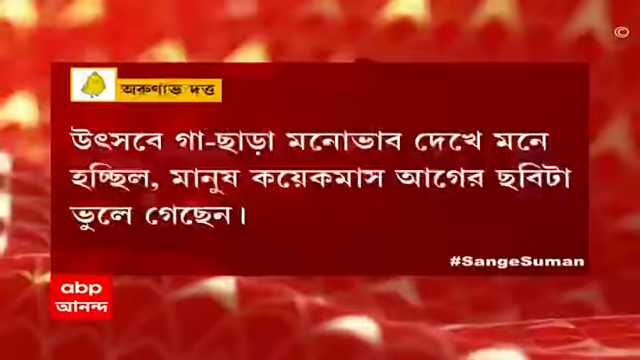 ©
অরুণাভ দত্ত
উৎসবে গা-ছাড়া মনোভাব দেখে মনে
হচ্ছিল, মানুষ কয়েকমাস আগের ছবিটা
ভুলে গেছেন।
#SangeSuman
abp
আনন্দ